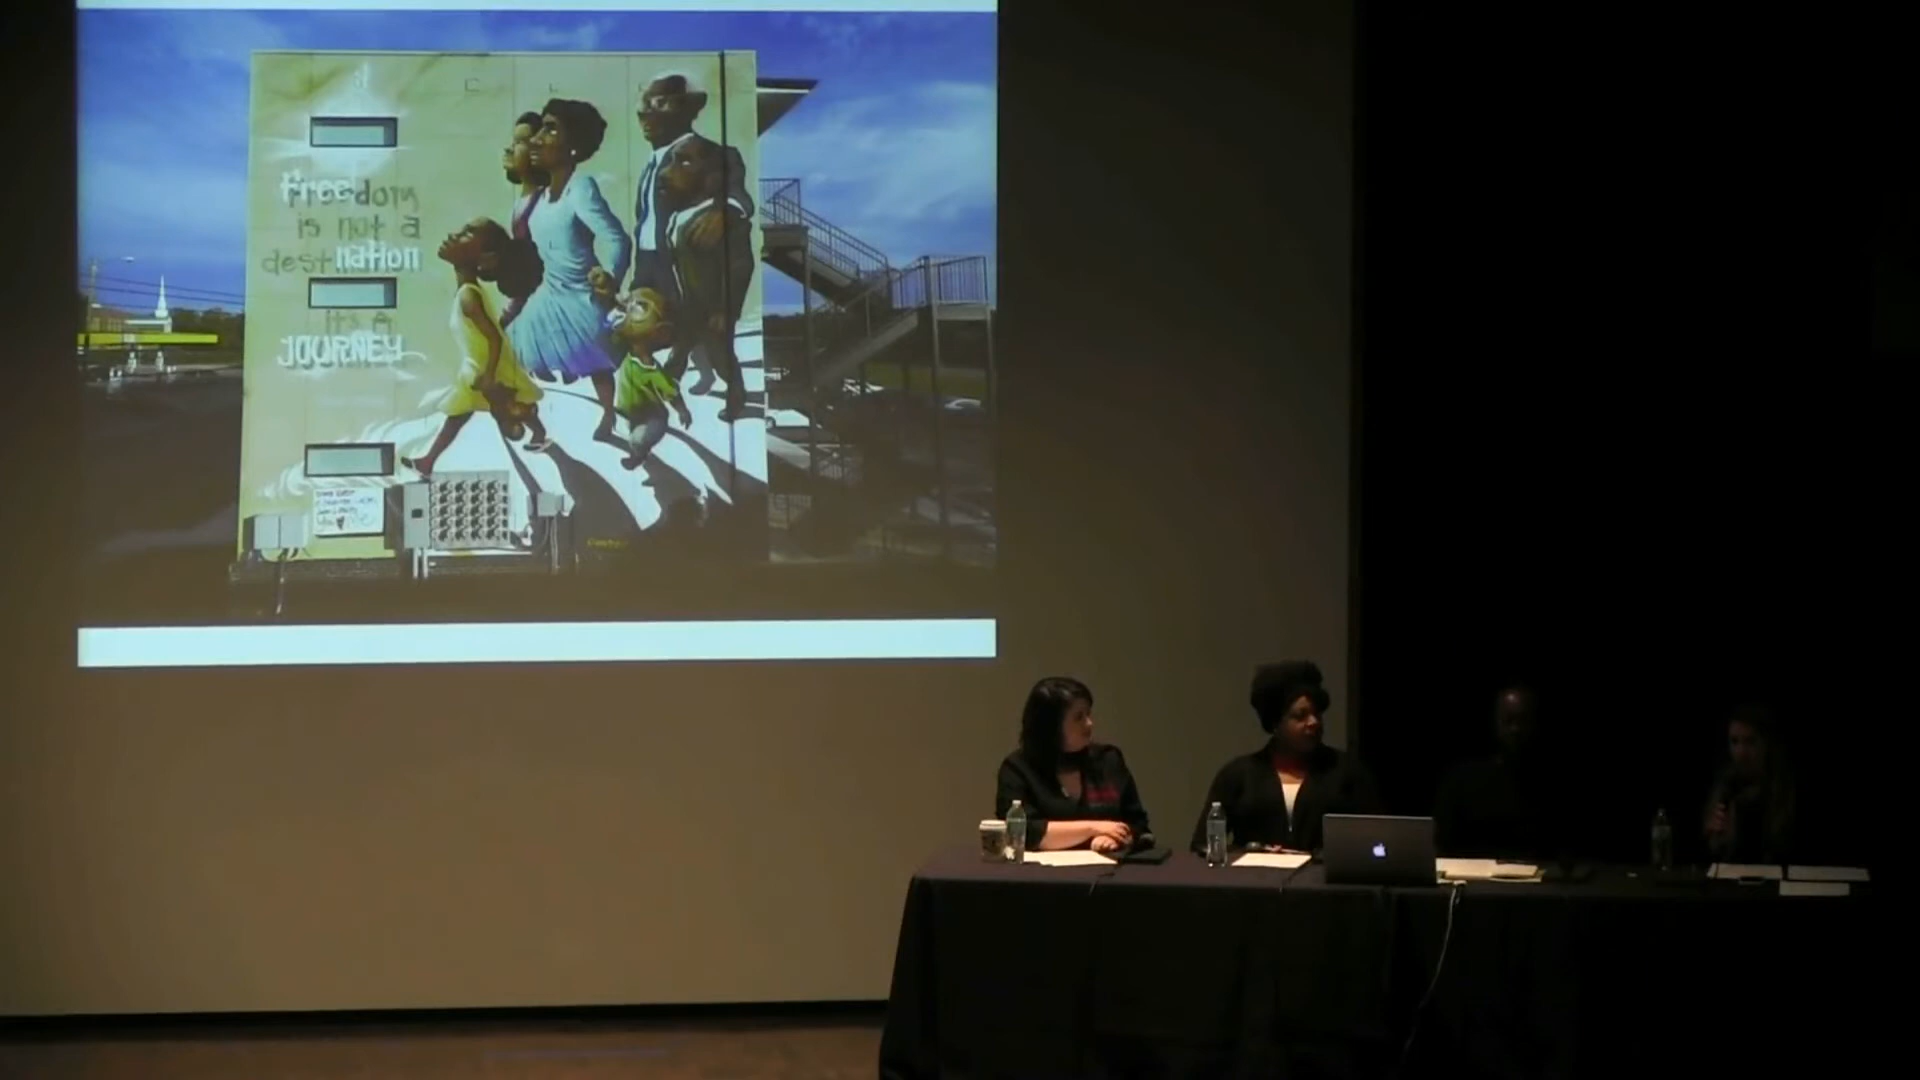 Freedom
is not a
destination
it's a
JOURNEY